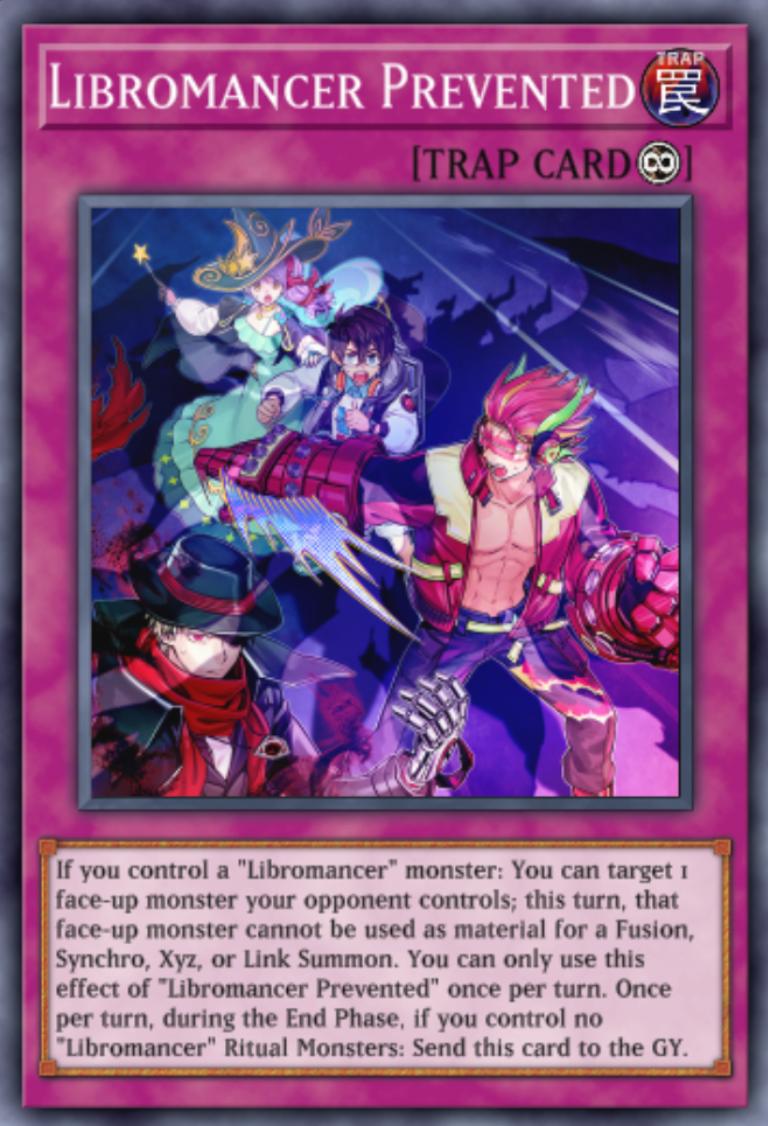 LIBROMANCER PREVENTED
TRAP
罠
[TRAP CARD ♾]
If you control a "Libromancer" monster: You can target 1
face-up monster your opponent controls; this turn, that
face-up monster cannot be used as material for a Fusion,
Synchro, Xyz, or Link Summon. You can only use this
effect of "Libromancer Prevented" once per turn. Once
per turn, during the End Phase, if you control no
"Libromancer" Ritual Monsters: Send this card to the GY.